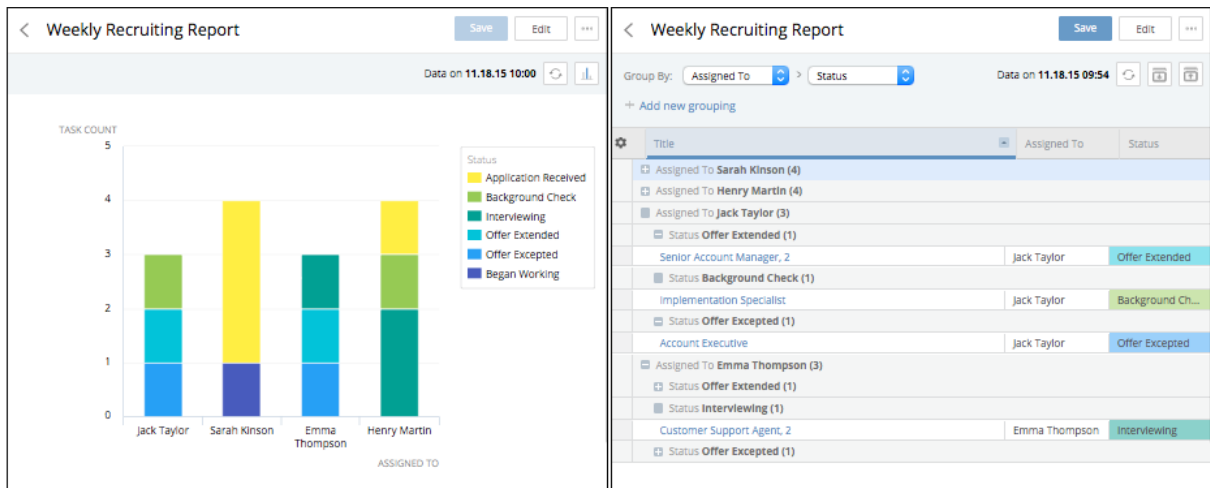 Weekly Recruiting Report
Save
Edit
Data on 11.18.15 10:00
TASK COUNT
5
4
3
2
1
0
Jack Taylor
Sarah Kinson
Emma
Thompson
Henry Martin
ASSIGNED TO
Status
Application Received
Background Check
Interviewing
Offer Extended
Offer Excepted
Began Working
Weekly Recruiting Report
Save
Edit
Group By: Assigned To > Status
Data on 11.18.15 09:54
+ Add new grouping
Title Assigned To Status
Assigned To Sarah Kinson (4)
Assigned To Henry Martin (4)
Assigned To Jack Taylor (3)
Status Offer Extended (1)
Senior Account Manager, 2 Jack Taylor Offer Extended
Status Background Check (1)
Implementation Specialist Jack Taylor Background Ch...
Status Offer Excepted (1)
Account Executive Jack Taylor Offer Excepted
Assigned To Emma Thompson (3)
Status Offer Extended (1)
Status Interviewing (1)
Customer Support Agent, 2 Emma Thompson Interviewing
Status Offer Excepted (1)